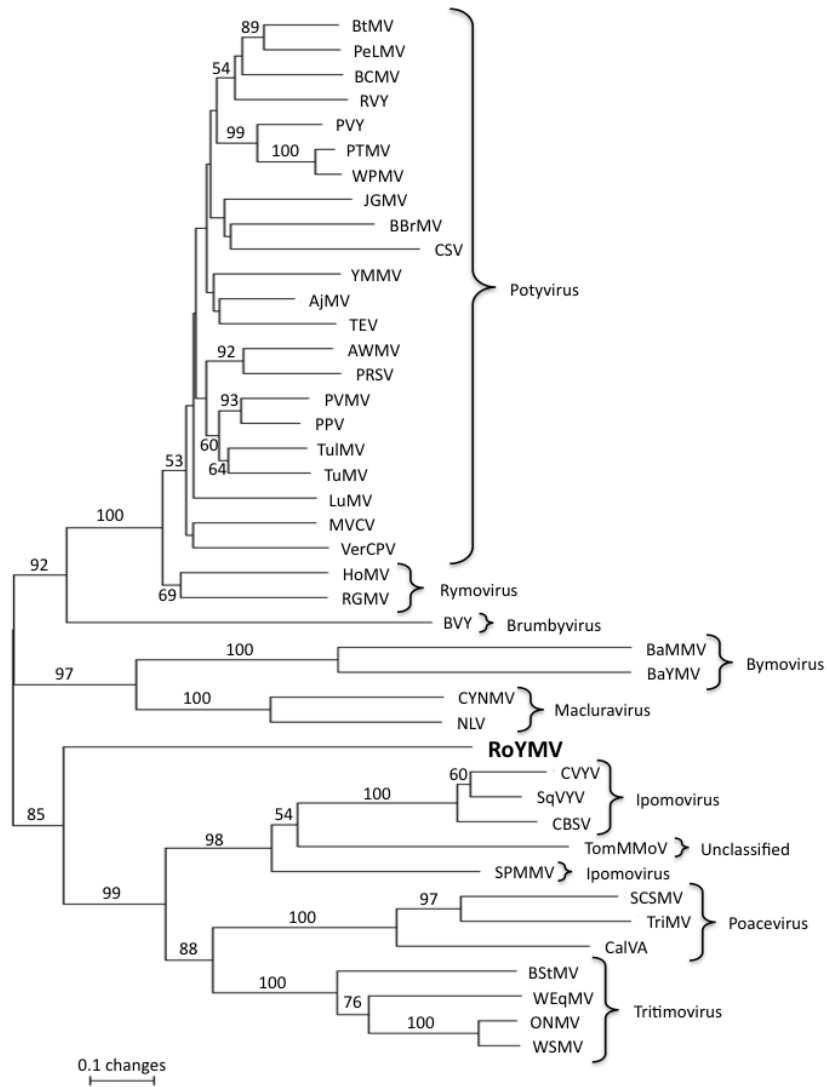 89
BtMV
PeLMV
54
BCMV
RVY
99
PVY
100
PTMV
WPMV
JGMV
BBrMV
CSV
YMMV
Potyvirus
AjMV
TEV
92
AWMV
PRSV
93
PVMV
PPV
60
TulMV
64
TuMV
53
LuMV
MVCV
100
VerCPV
92
HoMV
69
RGMV
Rymovirus
BVY
Brumbyvirus
100
BaMMV
BaYMV
Bymovirus
97
100
CYNMV
NLV
Macluravirus
RoYMV
60
CVYV
100
SqVYV
Ipomovirus
85
54
CBSV
98
TomMMoV
Unclassified
SPMMV
Ipomovirus
99
97
SCSMV
100
TriMV
Poacevirus
88
CalVA
BStMV
100
76
WEqMV
Tritimovirus
100
ONMV
WSMV
0.1 changes